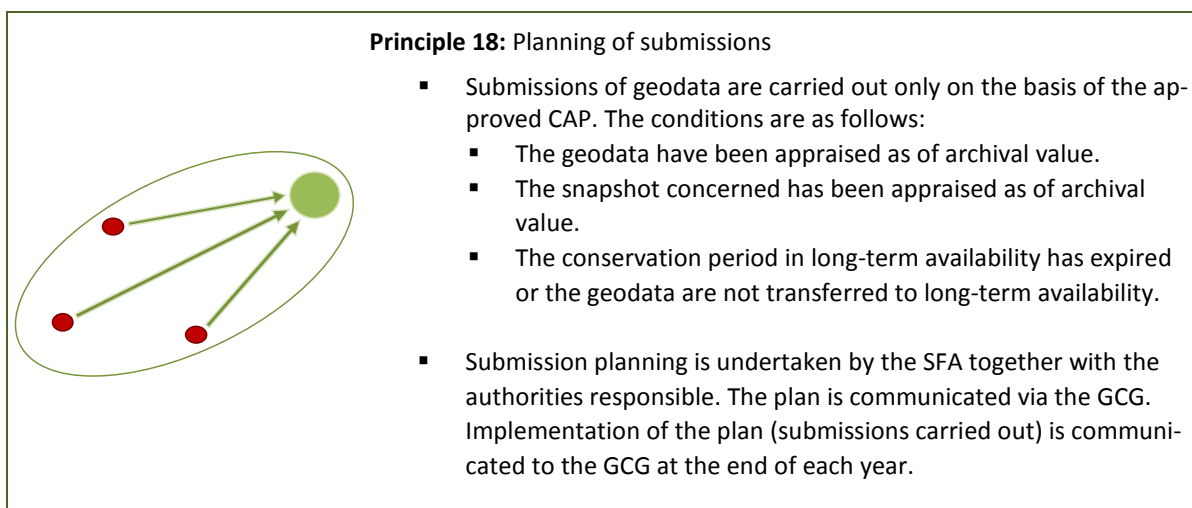 Principle 18: Planning of submissions
▪ Submissions of geodata are carried out only on the basis of the ap-
proved CAP. The conditions are as follows:
▪ The geodata have been appraised as of archival value.
▪ The snapshot concerned has been appraised as of archival
value.
▪ The conservation period in long-term availability has expired
or the geodata are not transferred to long-term availability.
▪ Submission planning is undertaken by the SFA together with the
authorities responsible. The plan is communicated via the GCG.
Implementation of the plan (submissions carried out) is communi-
cated to the GCG at the end of each year.